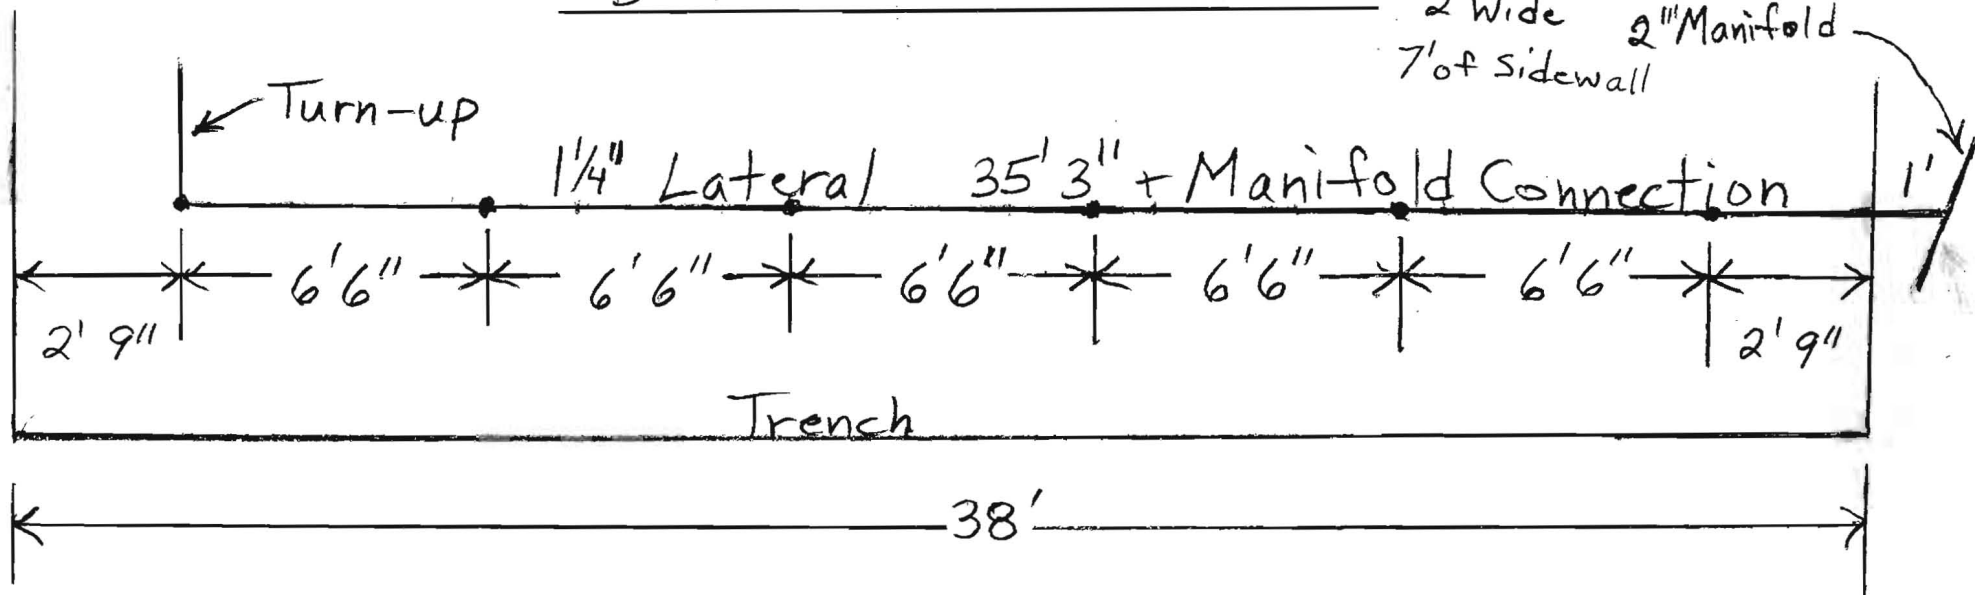 2 Wide
2"'Manifold
7' of Sidewall
Turn-up
1¼" Lateral 35' 3" + Manifold Connection 1'
6'6" 6'6" 6'6" 6'6" 6'6"
2' 9" 2' 9"
Trench
38'